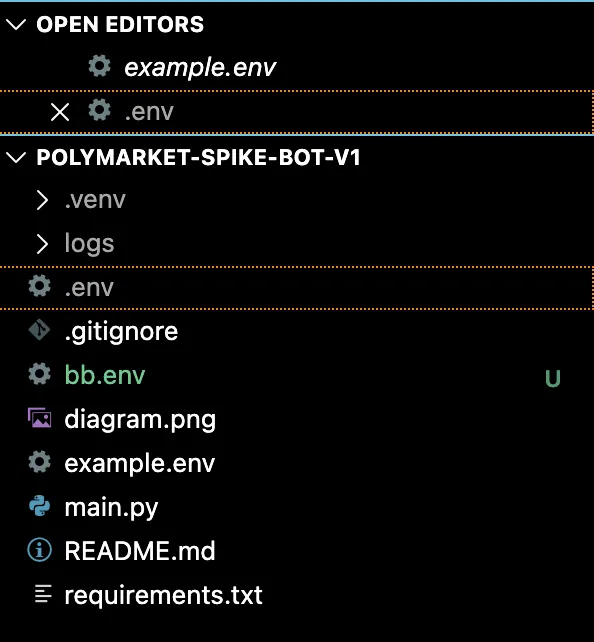 OPEN EDITORS
example.env
.env
POLYMARKET-SPIKE-BOT-V1
.venv
logs
.env
.gitignore
bb.env U
diagram.png
example.env
main.py
README.md
requirements.txt